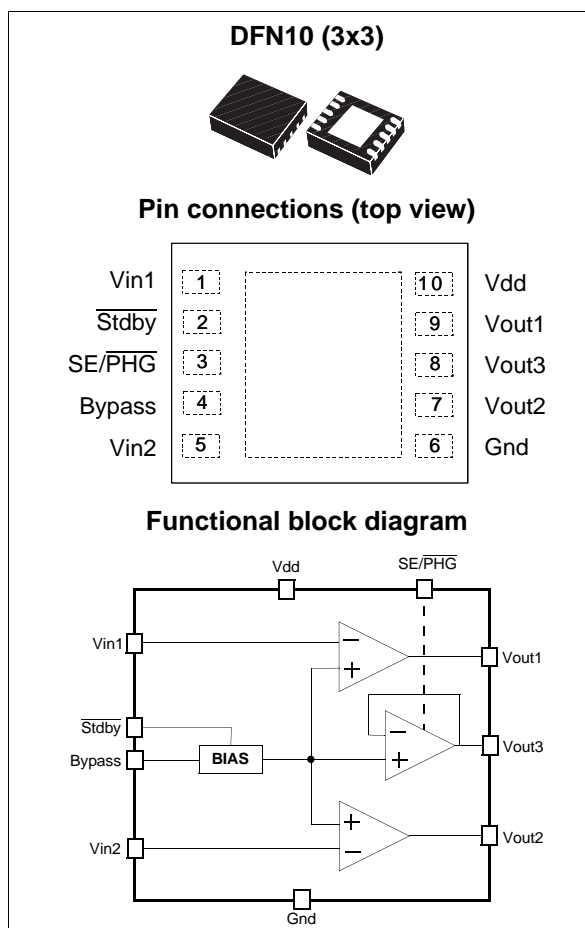 DFN10 (3x3)
Pin connections (top view)
Vin1 1 10 Vdd
Stdby 2 9 Vout1
SE/PHG 3 8 Vout3
Bypass 4 7 Vout2
Vin2 5 6 Gnd
Functional block diagram
Vdd SE/PHG
Vin1 − Vout1
+
Stdby −
Bypass BIAS + Vout3
+
Vin2 − Vout2
Gnd